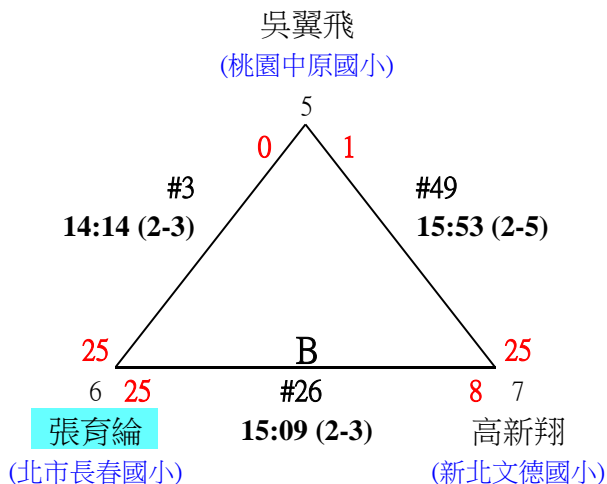 吳翼飛
(桃園中原國小)
5
0 1
#3 #49
14:14 (2-3) 15:53 (2-5)
25 B 25
6 25 #26 8 7
張育綸 15:09 (2-3) 高新翔
(北市長春國小) (新北文德國小)